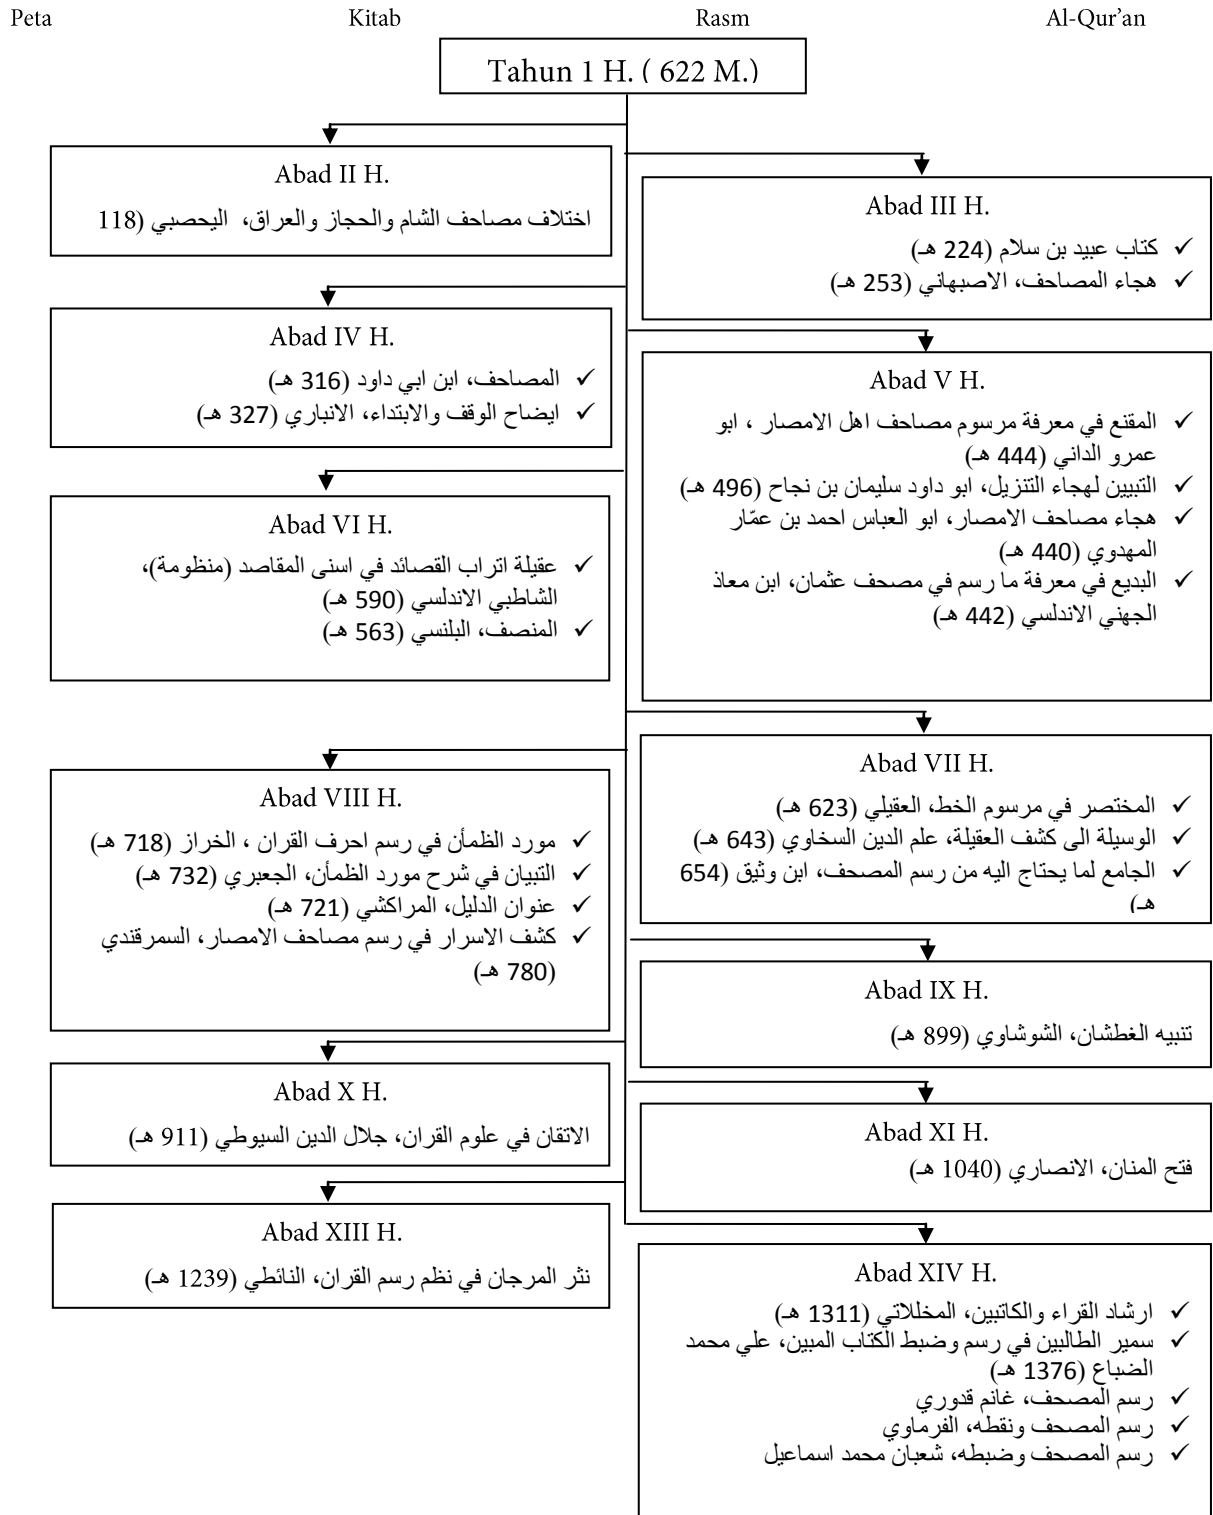 Peta Kitab Rasm Al-Qur’an
Tahun 1 H. ( 622 M.)
Abad II H.
اختلاف مصاحف الشام والحجاز والعراق، اليحصبي (118
Abad III H.
✓ كتاب عبيد بن سلام (224 هـ)
✓ هجاء المصاحف، الاصبهاني (253 هـ)
Abad IV H.
✓ المصاحف، ابن ابي داود (316 هـ)
✓ ايضاح الوقف والابتداء، الانباري (327 هـ)
Abad V H.
✓ المقنع في معرفة مرسوم مصاحف اهل الامصار ، ابو
عمرو الداني (444 هـ)
✓ التبيين لهجاء التنزيل، ابو داود سليمان بن نجاح (496 هـ)
✓ هجاء مصاحف الامصار، ابو العباس احمد بن عمّار
المهدوي (440 هـ)
✓ البديع في معرفة ما رسم في مصحف عثمان، ابن معاذ
الجهني الاندلسي (442 هـ)
Abad VI H.
✓ عقيلة اتراب القصائد في اسنى المقاصد (منظومة)،
الشاطبي الاندلسي (590 هـ)
✓ المنصف، البلنسي (563 هـ)
Abad VII H.
✓ المختصر في مرسوم الخط، العقيلي (623 هـ)
✓ الوسيلة الى كشف العقيلة، علم الدين السخاوي (643 هـ)
✓ الجامع لما يحتاج اليه من رسم المصحف، ابن وثيق (654
هـ)
Abad VIII H.
✓ مورد الظمأن في رسم احرف القران ، الخراز (718 هـ)
✓ التبيان في شرح مورد الظمأن، الجعبري (732 هـ)
✓ عنوان الدليل، المراكشي (721 هـ)
✓ كشف الاسرار في رسم مصاحف الامصار، السمرقندي
(780 هـ)
Abad IX H.
تنبيه الغطشان، الشوشاوي (899 هـ)
Abad X H.
الاتقان في علوم القران، جلال الدين السيوطي (911 هـ)
Abad XI H.
فتح المنان، الانصاري (1040 هـ)
Abad XIII H.
نثر المرجان في نظم رسم القران، النائطي (1239 هـ)
Abad XIV H.
✓ ارشاد القراء والكاتبين، المخللاتي (1311 هـ)
✓ سمير الطالبين في رسم وضبط الكتاب المبين، علي محمد
الضباع (1376 هـ)
✓ رسم المصحف، غانم قدوري
✓ رسم المصحف ونقطه، الفرماوي
✓ رسم المصحف وضبطه، شعبان محمد اسماعيل